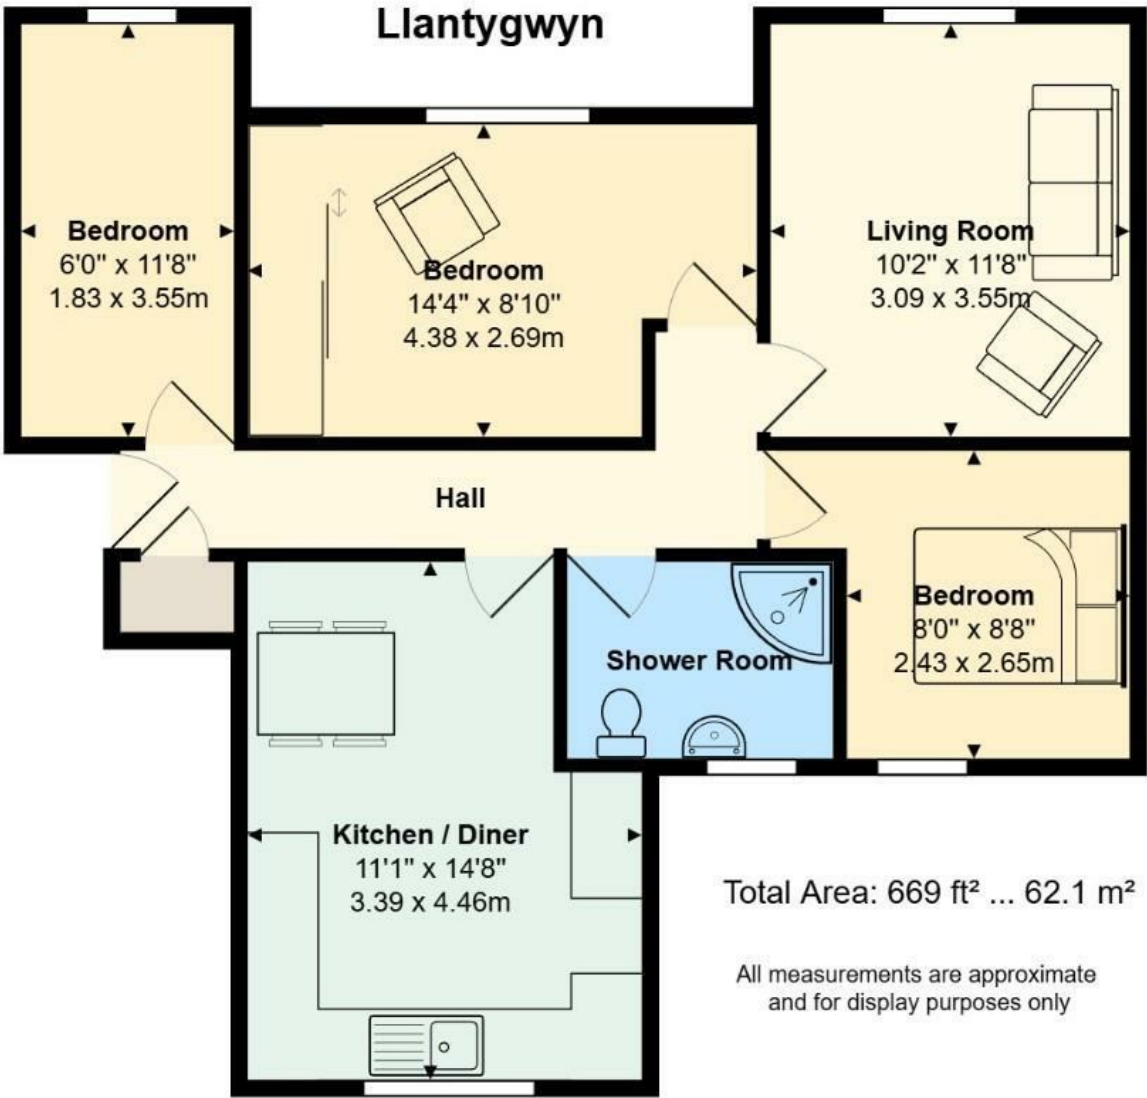 Llantygwyn
Bedroom
6'0" x 11'8"
1.83 x 3.55m
Bedroom
14'4" x 8'10"
4.38 x 2.69m
Living Room
10'2" x 11'8"
3.09 x 3.55m
Hall
Bedroom
8'0" x 8'8"
2.43 x 2.65m
Shower Room
Kitchen / Diner
11'1" x 14'8"
3.39 x 4.46m
Total Area: 669 ft² ... 62.1 m²
All measurements are approximate
and for display purposes only